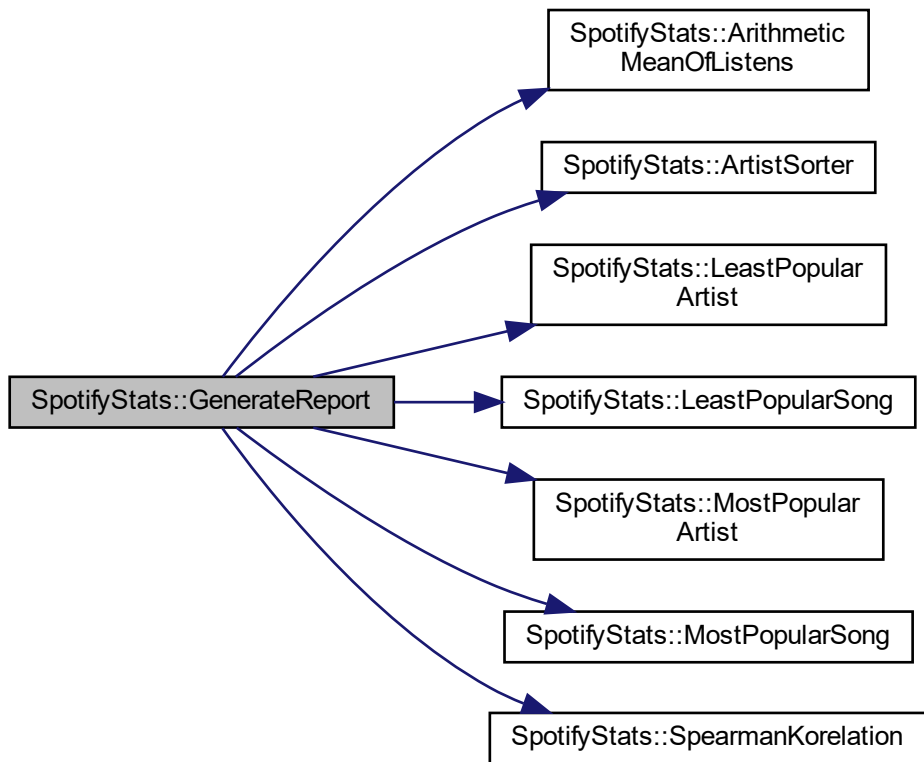 SpotifyStats::Arithmetic
MeanOfListens
SpotifyStats::ArtistSorter
SpotifyStats::LeastPopular
Artist
SpotifyStats::GenerateReport
SpotifyStats::LeastPopularSong
SpotifyStats::MostPopular
Artist
SpotifyStats::MostPopularSong
SpotifyStats::SpearmanKorelation